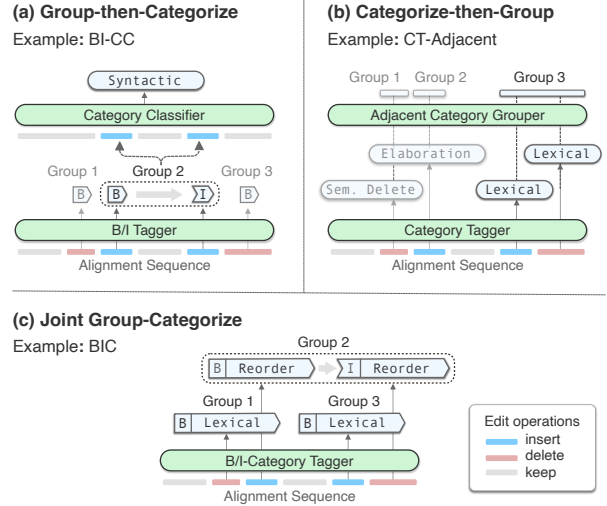 (a) Group-then-Categorize
Example: BI-CC
Syntactic
Category Classifier
Group 1
Group 2
Group 3
B
B
I
B
B/I Tagger
Alignment Sequence
(b) Categorize-then-Group
Example: CT-Adjacent
Group 1
Group 2
Group 3
Adjacent Category Grouper
Elaboration
Lexical
Sem. Delete
Lexical
Category Tagger
Alignment Sequence
(c) Joint Group-Categorize
Example: BIC
Group 2
B Reorder
I Reorder
Group 1
Group 3
B Lexical
B Lexical
B/I-Category Tagger
Alignment Sequence
Edit operations
insert
delete
keep